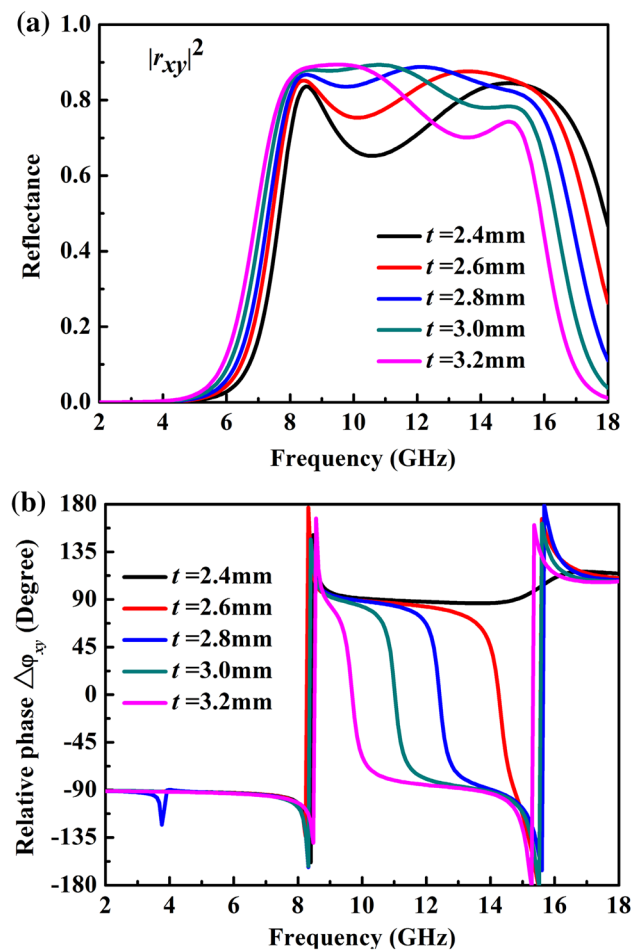 (a)
|r_xy|²
1.0
0.8
0.6
0.4
0.2
0.0
Reflectance
t =2.4mm
t =2.6mm
t =2.8mm
t =3.0mm
t =3.2mm
2 4 6 8 10 12 14 16 18
Frequency (GHz)
(b)
180
135
90
45
0
-45
-90
-135
-180
Relative phase △φ_xy (Degree)
t =2.4mm
t =2.6mm
t =2.8mm
t =3.0mm
t =3.2mm
2 4 6 8 10 12 14 16 18
Frequency (GHz)